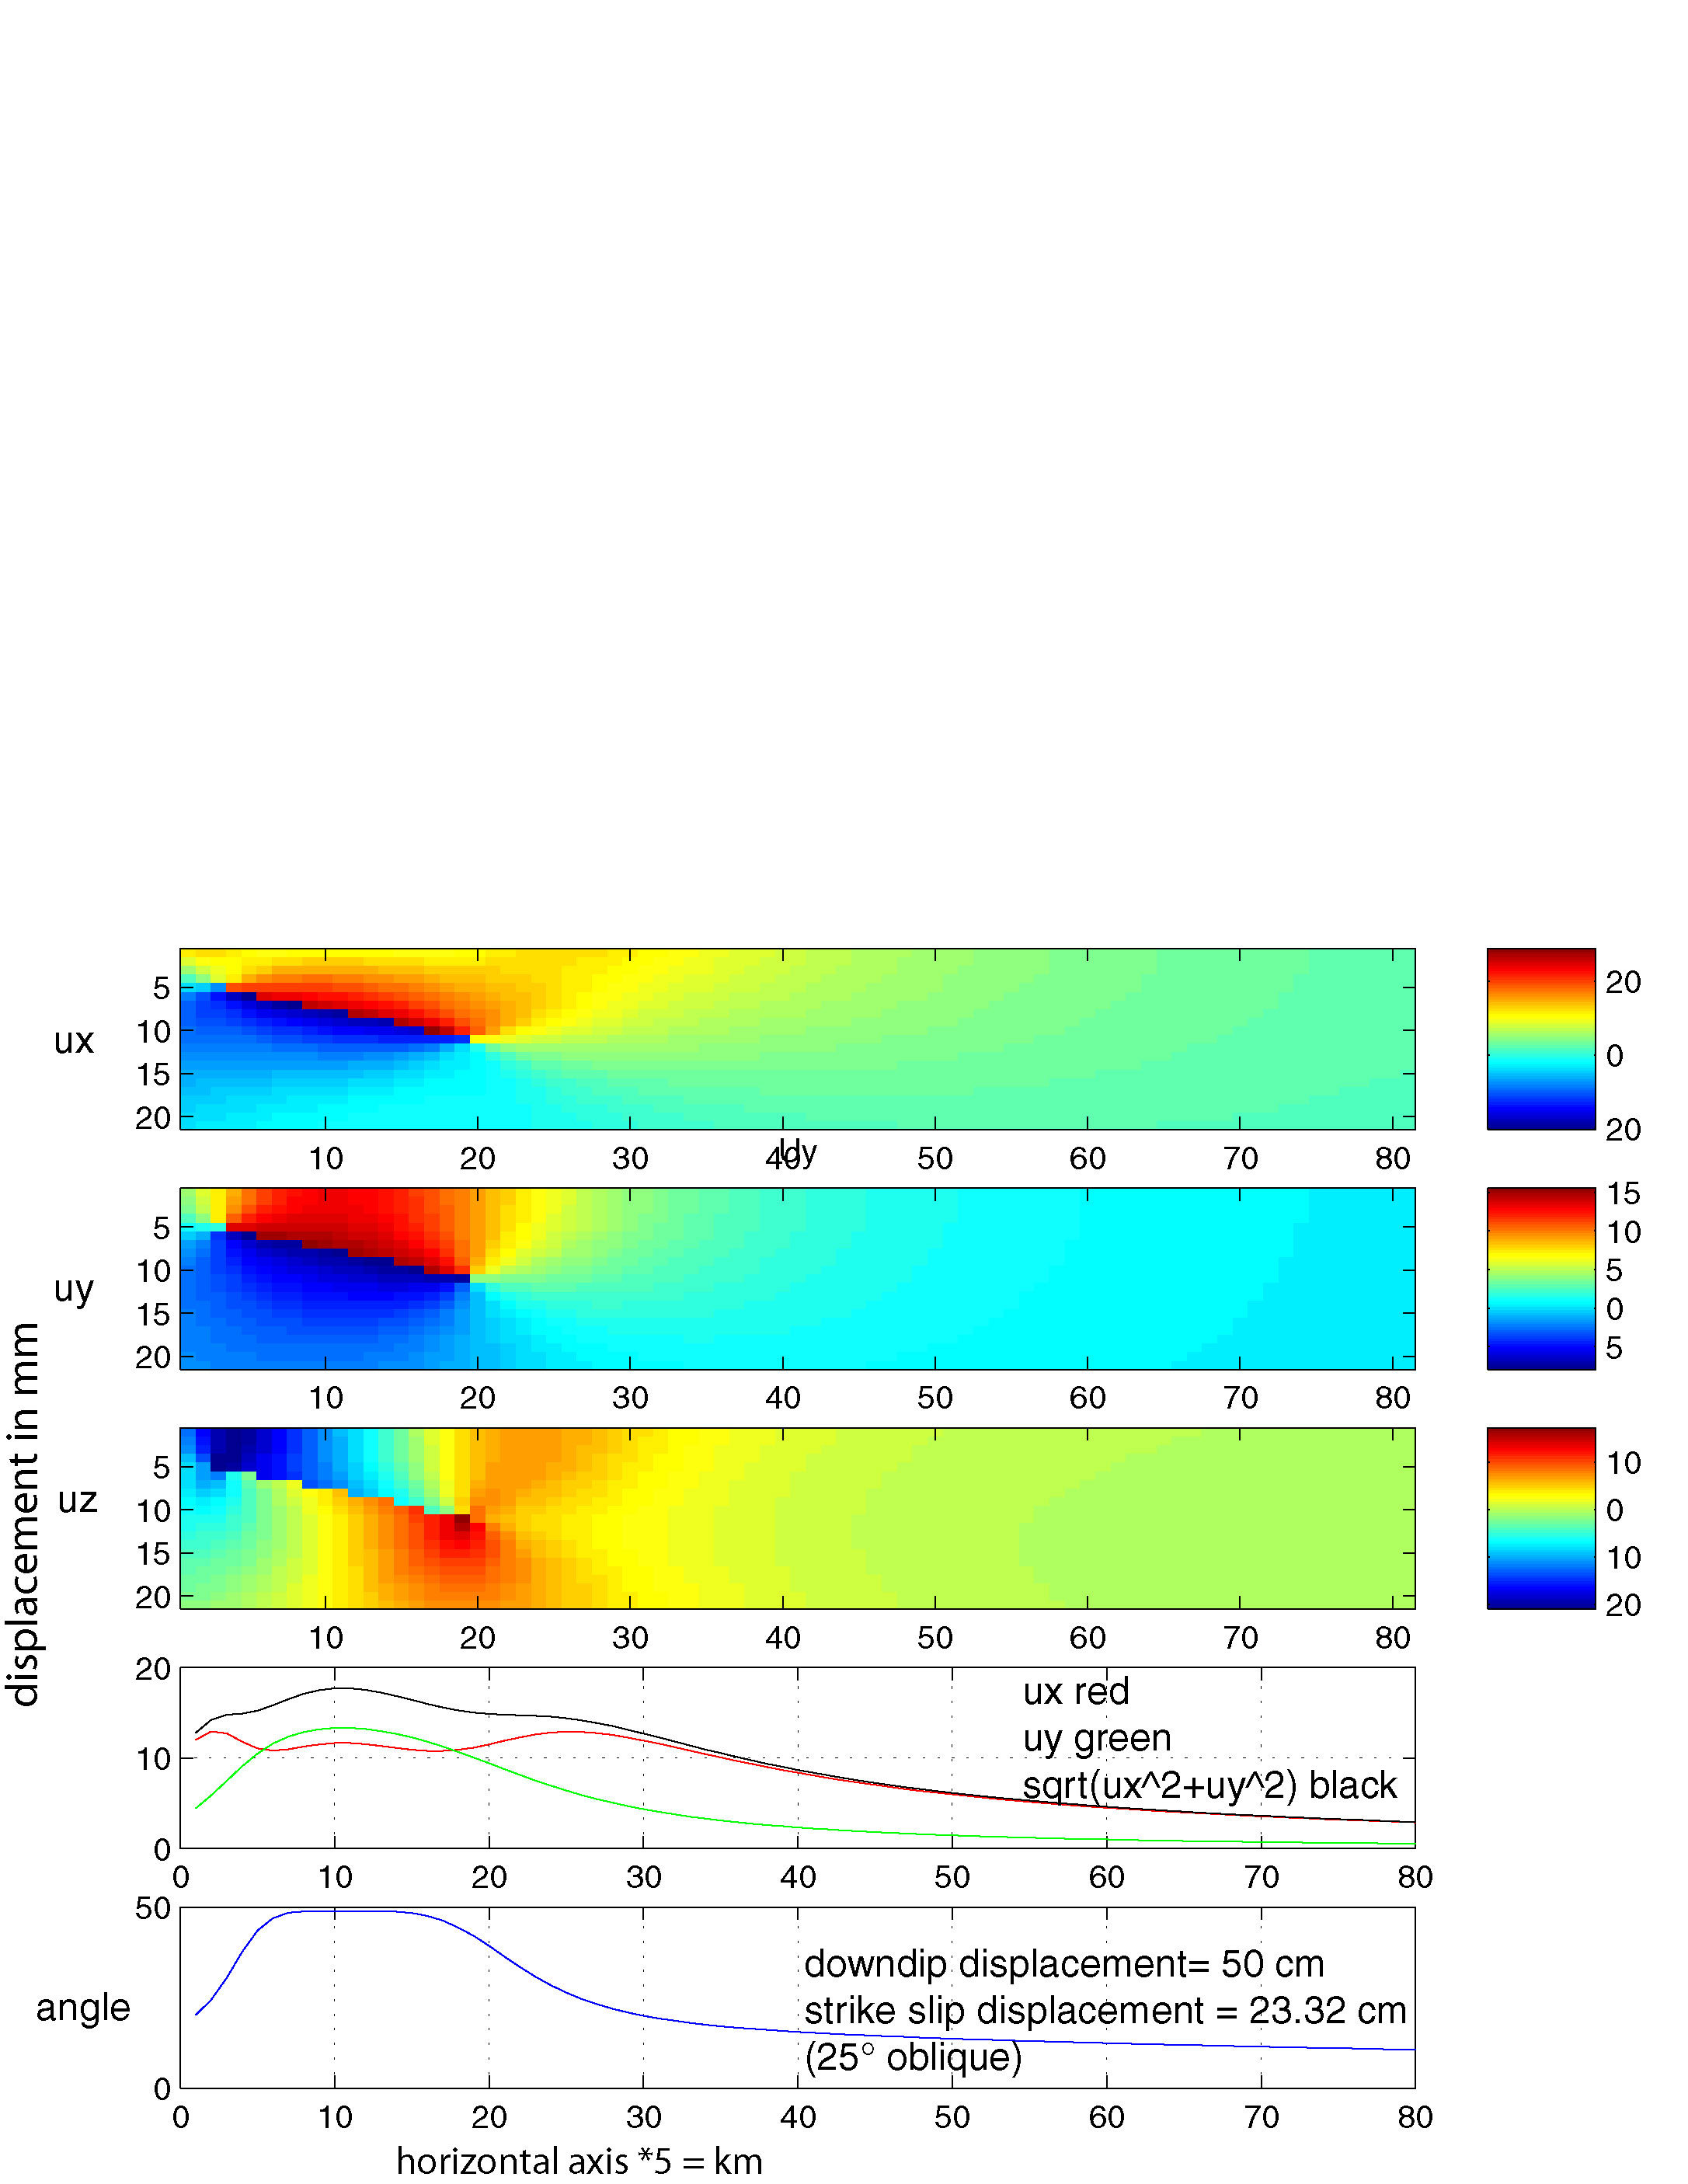 5
10
15
20
ux
10 20 30 40 50 60 70 80
20
0
20
Uy
5
10
15
20
uy
10 20 30 40 50 60 70 80
15
10
5
0
5
displacement in mm
5
10
15
20
uz
10 20 30 40 50 60 70 80
10
0
10
20
20
10
0
ux red
uy green
sqrt(ux^2+uy^2) black
0 10 20 30 40 50 60 70 80
50
0
angle
downdip displacement= 50 cm
strike slip displacement = 23.32 cm
(25° oblique)
0 10 20 30 40 50 60 70 80
horizontal axis *5 = km